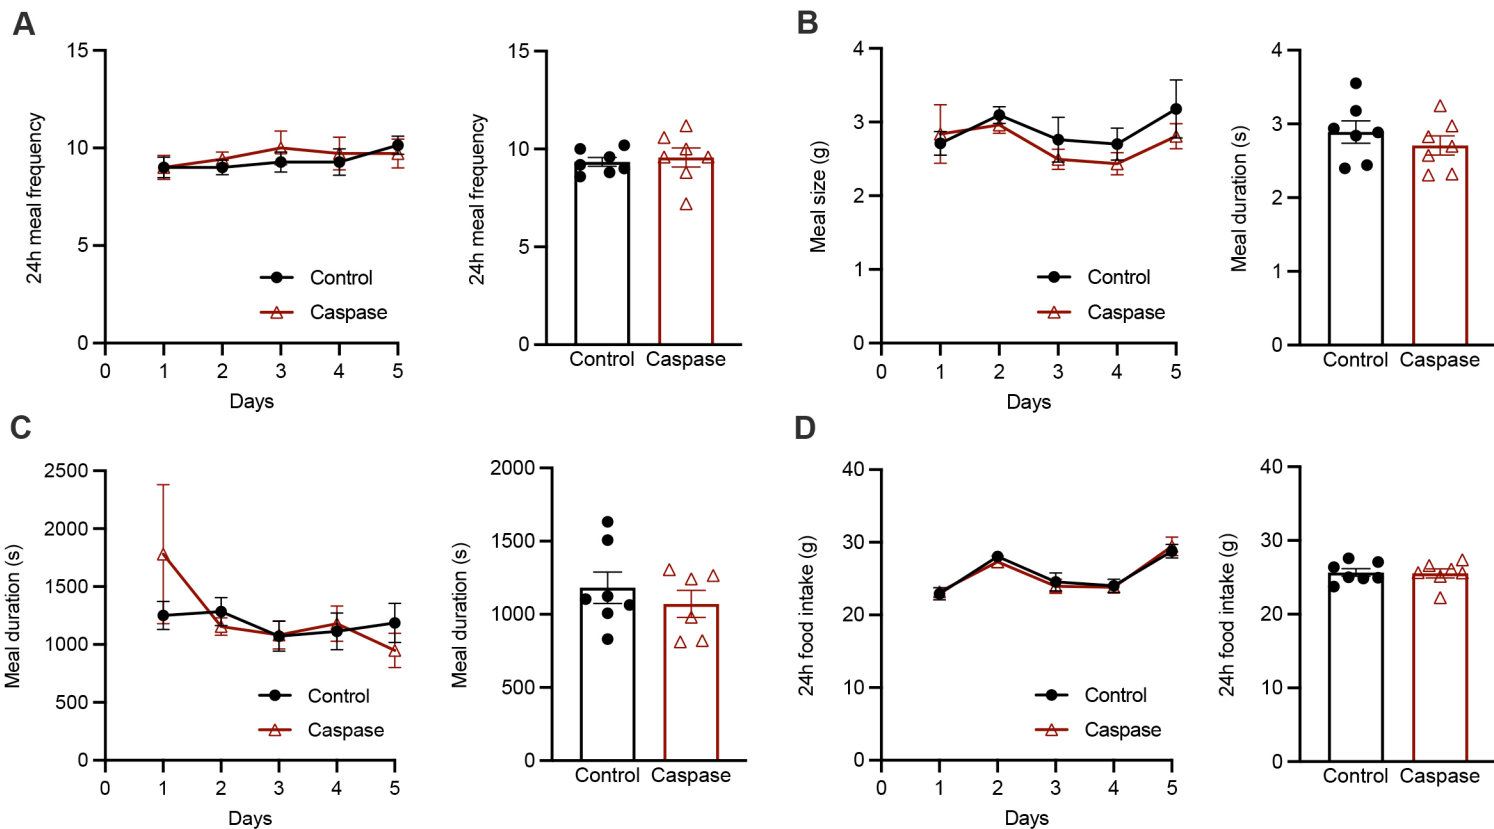 A
24h meal frequency
15
10
5
0
0 1 2 3 4 5
Days
Control
Caspase
24h meal frequency
15
10
5
0
Control Caspase
B
Meal size (g)
4
3
2
1
0
0 1 2 3 4 5
Days
Control
Caspase
Meal duration (s)
4
3
2
1
0
Control Caspase
C
Meal duration (s)
2500
2000
1500
1000
500
0
0 1 2 3 4 5
Days
Control
Caspase
Meal duration (s)
2000
1500
1000
500
0
Control Caspase
D
24h food intake (g)
40
30
20
10
0
0 1 2 3 4 5
Days
Control
Caspase
24h food intake (g)
40
30
20
10
0
Control Caspase